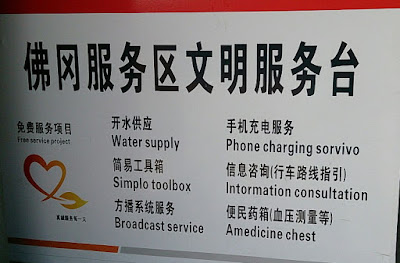 佛冈服务区文明服务台
免费服务项目
Free service project
开水供应
Water supply
简易工具箱
Simplo toolbox
方播系统服务
Broadcast service
手机充电服务
Phone charging sorvivo
信息咨询(行车路线指引)
Intormation consultation
便民药箱(血压测量等)
Amedicine chest